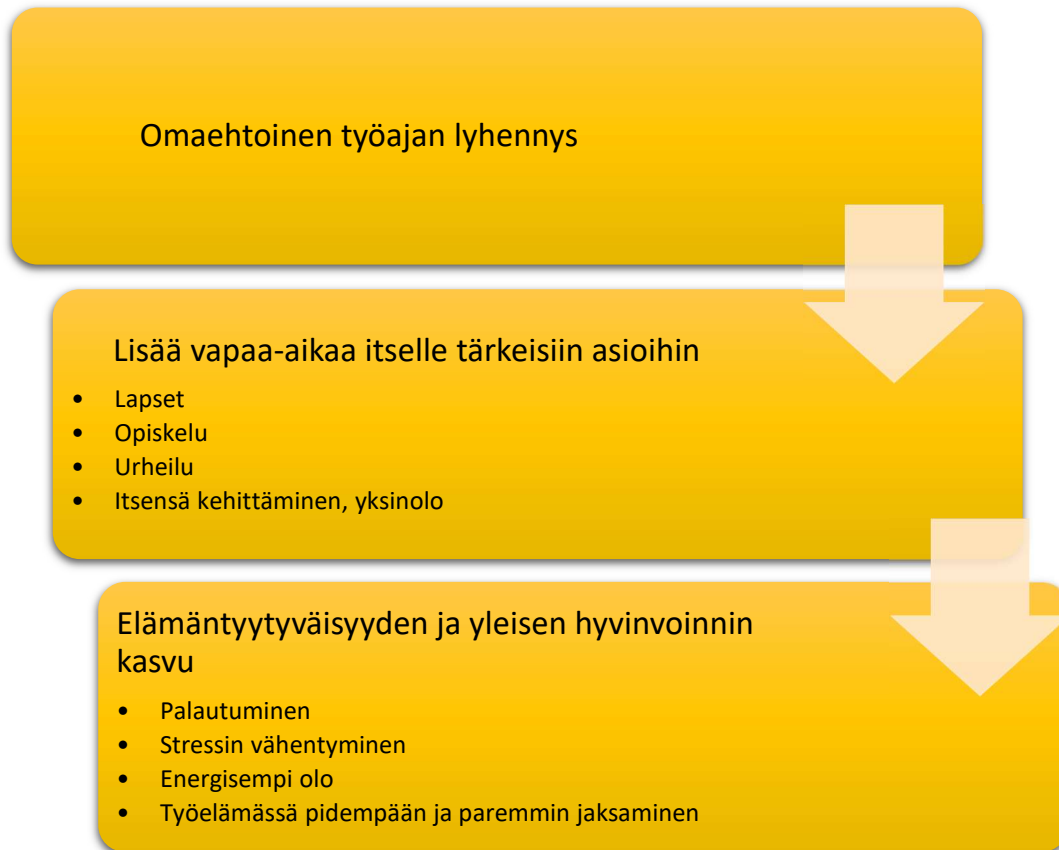 Omaehtoinen työajan lyhennys
Lisää vapaa-aikaa itselle tärkeisiin asioihin
• Lapset
• Opiskelu
• Urheilu
• Itsensä kehittäminen, yksinolo
Elämäntyytyväisyyden ja yleisen hyvinvoinnin
kasvu
• Palautuminen
• Stressin vähentyminen
• Energisempi olo
• Työelämässä pidempään ja paremmin jaksaminen